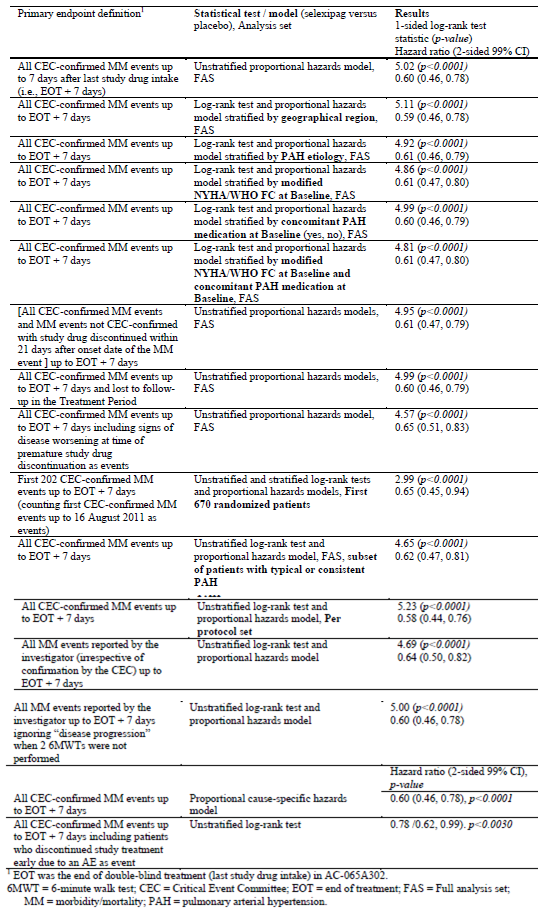 Primary endpoint definition1 Statistical test / model (selexipag versus Results
placebo), Analysis set 1-sided log-rank test
statistic (p-value)
Hazard ratio (2-sided 99% CI)
All CEC-confirmed MM events up Unstratified proportional hazards model, 5.02 (p<0.0001)
to 7 days after last study drug intake FAS 0.60 (0.46, 0.78)
(i.e., EOT + 7 days)
All CEC-confirmed MM events Log-rank test and proportional hazards 5.11 (p<0.0001)
up to EOT + 7 days model stratified by geographical region, 0.59 (0.46, 0.78)
FAS
All CEC-confirmed MM events Log-rank test and proportional hazards 4.92 (p<0.0001)
up to EOT + 7 days model stratified by PAH etiology, FAS 0.61 (0.46, 0.79)
All CEC-confirmed MM events Log-rank test and proportional hazards 4.86 (p<0.0001)
up to EOT + 7 days model stratified by modified 0.61 (0.47, 0.80)
NYHA/WHO FC at Baseline, FAS
All CEC-confirmed MM events Log-rank test and proportional hazards 4.99 (p<0.0001)
up to EOT + 7 days model stratified by concomitant PAH 0.60 (0.46, 0.79)
medication at Baseline (yes, no), FAS
All CEC-confirmed MM events Log-rank test and proportional hazards 4.81 (p<0.0001)
up to EOT + 7 days model stratified by modified 0.61 (0.47, 0.80)
NYHA/WHO FC at Baseline and
concomitant PAH medication at
Baseline, FAS
[All CEC-confirmed MM events Unstratified proportional hazards models, 4.95 (p<0.0001)
and MM events not CEC-confirmed FAS 0.61 (0.47, 0.79)
with study drug discontinued within
21 days after onset date of the MM
event ] up to EOT + 7 days
All CEC-confirmed MM events up Unstratified proportional hazards models, 4.99 (p<0.0001)
to EOT + 7 days and lost to follow- FAS 0.60 (0.46, 0.79)
up in the Treatment Period
All CEC-confirmed MM events up Unstratified proportional hazards model, 4.57 (p<0.0001)
to EOT + 7 days including signs of FAS 0.65 (0.51, 0.83)
disease worsening at time of
premature study drug
discontinuation as events
First 202 CEC-confirmed MM Unstratified and stratified log-rank tests 2.99 (p<0.0001)
events up to EOT + 7 days and proportional hazards models, First 0.65 (0.45, 0.94)
(counting first CEC-confirmed MM 670 randomized patients
events up to 16 August 2011 as
events)
All CEC-confirmed MM events Unstratified log-rank test and 4.65 (p<0.0001)
up to EOT + 7 days proportional hazards model, FAS, subset 0.62 (0.47, 0.81)
of patients with typical or consistent
PAH
All CEC-confirmed MM events up Unstratified log-rank test and 5.23 (p<0.0001)
to EOT + 7 days proportional hazards model, Per 0.58 (0.44, 0.76)
protocol set
All MM events reported by the Unstratified log-rank test and 4.69 (p<0.0001)
investigator (irrespective of proportional hazards model 0.64 (0.50, 0.82)
confirmation by the CEC) up to
EOT + 7 days
All MM events reported by the Unstratified log-rank test and 5.00 (p<0.0001)
investigator up to EOT + 7 days proportional hazards model 0.60 (0.46, 0.78)
ignoring “disease progression”
when 2 6MWTs were not
performed
Hazard ratio (2-sided 99% CI),
p-value
All CEC-confirmed MM events up Proportional cause-specific hazards 0.60 (0.46, 0.78), p<0.0001
to EOT + 7 days model
All CEC-confirmed MM events up Unstratified log-rank test 0.78 /0.62, 0.99). p<0.0030
to EOT + 7 days including patients
who discontinued study treatment
early due to an AE as event
1 EOT was the end of double-blind treatment (last study drug intake) in AC-065A302.
6MWT = 6-minute walk test; CEC = Critical Event Committee; EOT = end of treatment; FAS = Full analysis set;
MM = morbidity/mortality; PAH = pulmonary arterial hypertension.